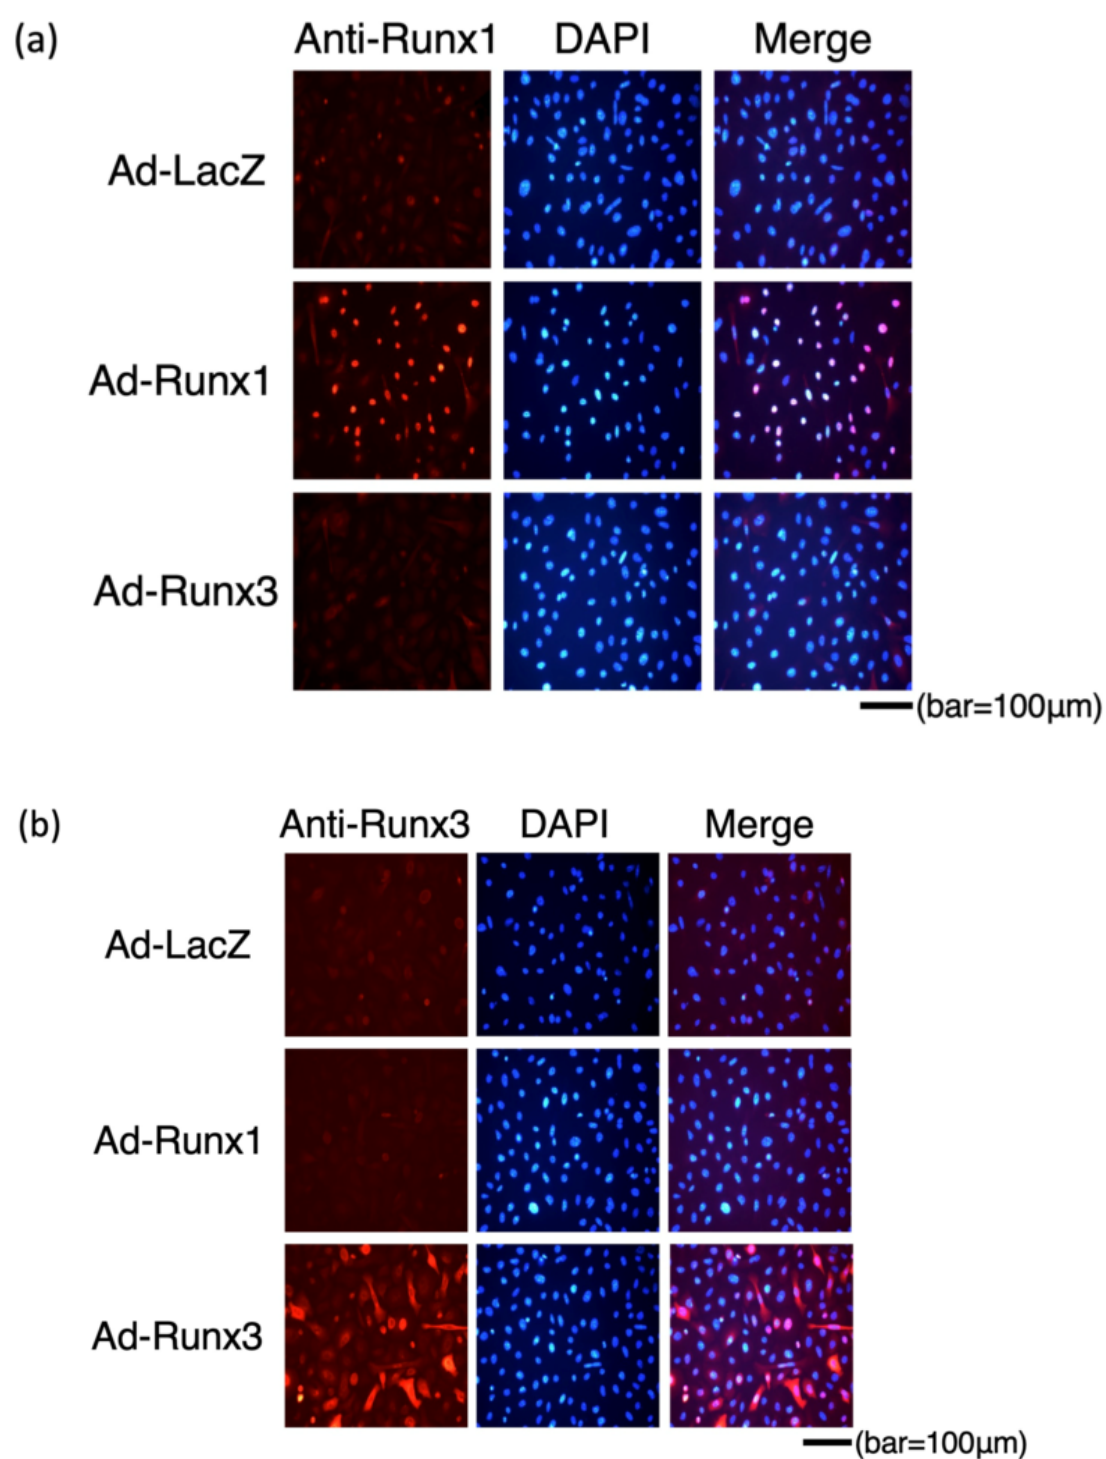 (a)
Anti-Runx1 DAPI Merge
Ad-LacZ
Ad-Runx1
Ad-Runx3
(bar=100µm)
(b)
Anti-Runx3 DAPI Merge
Ad-LacZ
Ad-Runx1
Ad-Runx3
(bar=100µm)